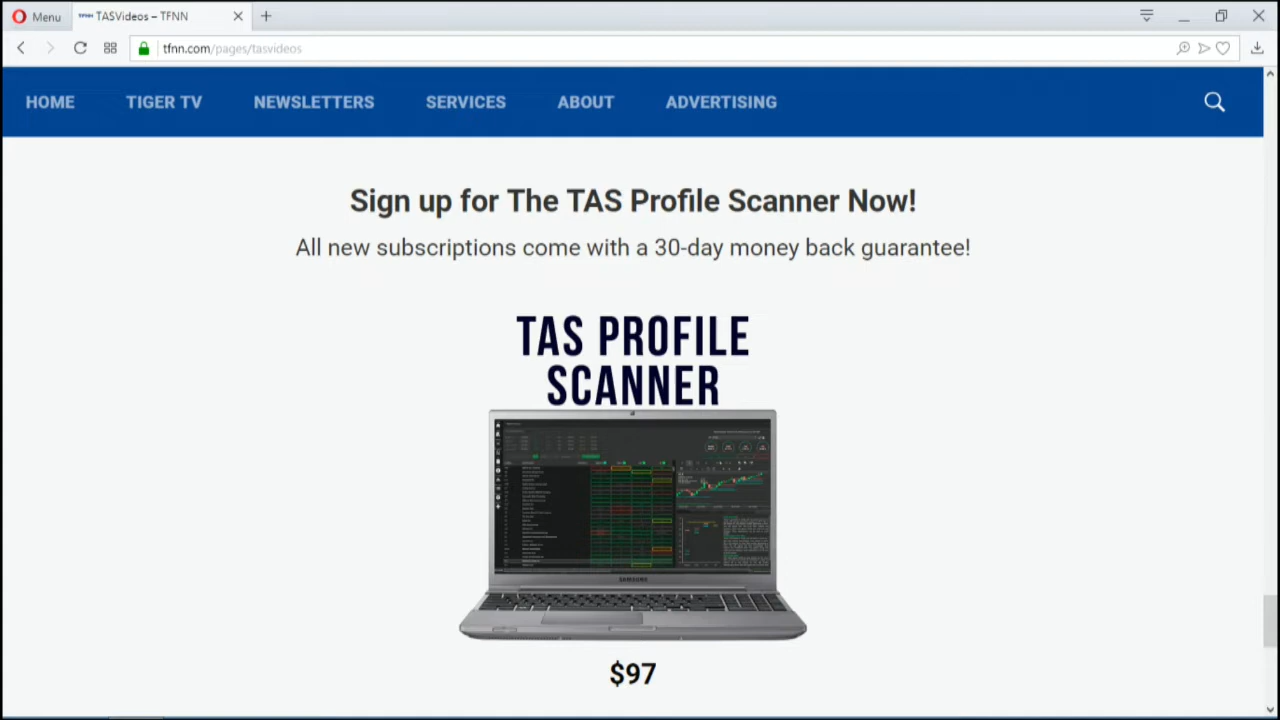 Menu
TFNN TASVideos – TFNN
tfnn.com/pages/tasvideos
HOME TIGER TV NEWSLETTERS SERVICES ABOUT ADVERTISING
Sign up for The TAS Profile Scanner Now!
All new subscriptions come with a 30-day money back guarantee!
TAS PROFILE
SCANNER
SAMSUNG
$97